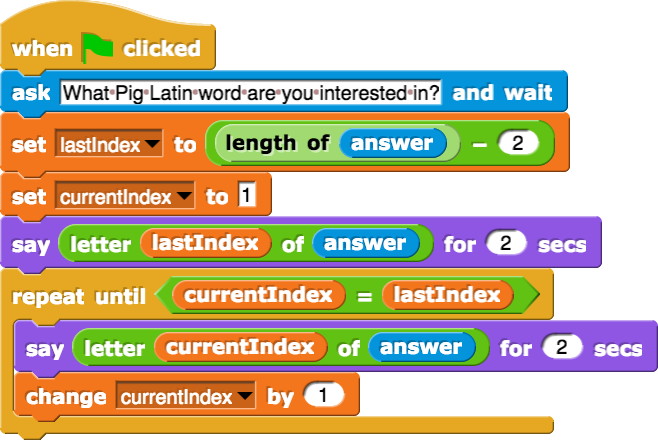 when clicked
ask What Pig Latin word are you interested in? and wait
set lastIndex to length of answer - 2
set currentIndex to 1
say letter lastIndex of answer for 2 secs
repeat until currentIndex = lastIndex
say letter currentIndex of answer for 2 secs
change currentIndex by 1